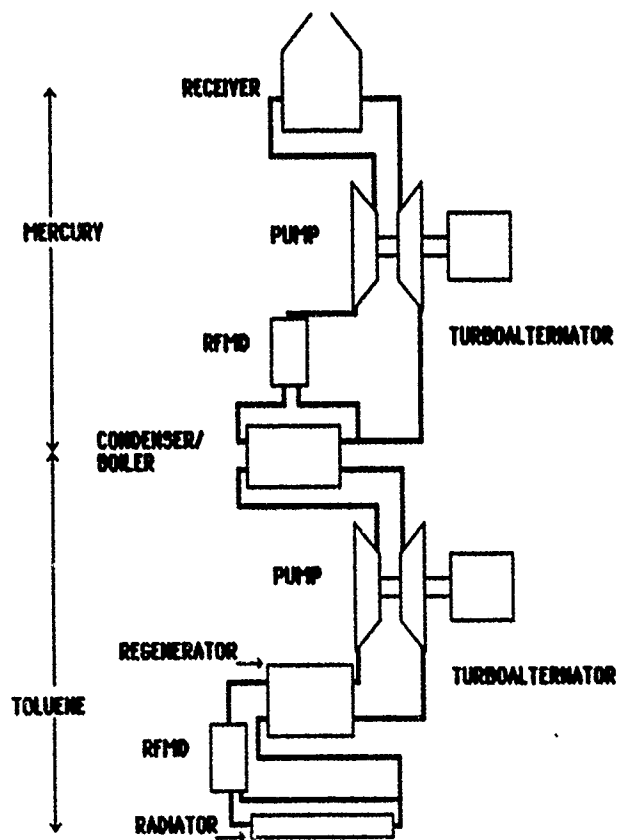 RECEIVER
MERCURY
PUMP
RFMD
TURBOALTERNATOR
CONDENSER/
BOILER
PUMP
REGENERATOR
TURBOALTERNATOR
TOLUENE
RFMD
RADIATOR